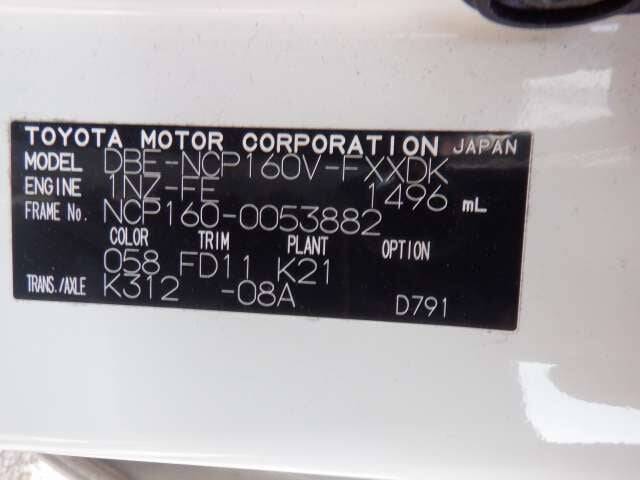 TOYOTA MOTOR CORPORATION JAPAN
MODEL DBE-NCP160V-FXXDK
ENGINE 1NZ-FE 1496 mL
FRAME No. NCP160-0053882
COLOR TRIM PLANT OPTION
058 FD11 K21
TRANS./AXLE K312 -08A
D791